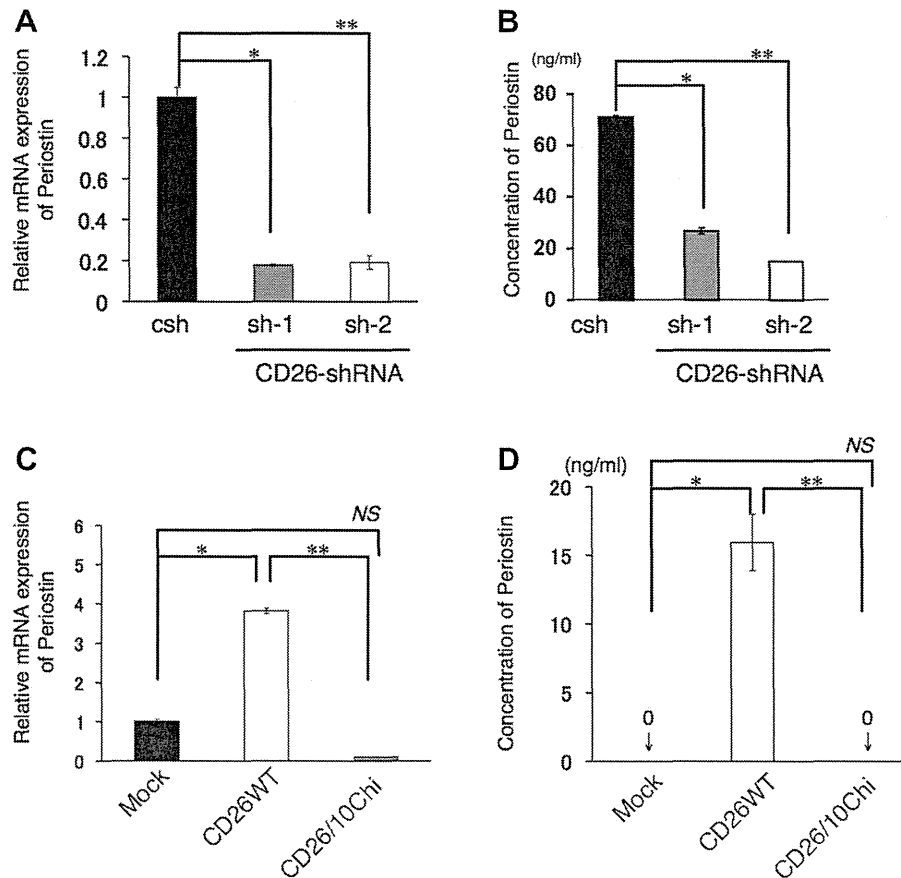 A
Relative mRNA expression
of Periostin
1.2
1
0.8
0.6
0.4
0.2
0
*
**
csh
sh-1
sh-2
CD26-shRNA
B
(ng/ml)
Concentration of Periostin
80
60
40
20
0
*
**
csh
sh-1
sh-2
CD26-shRNA
C
Relative mRNA expression
of Periostin
6
5
4
3
2
1
0
NS
*
**
Mock
CD26WT
CD26/10Chi
D
(ng/ml)
Concentration of Periostin
20
15
10
5
0
NS
*
**
0
0
Mock
CD26WT
CD26/10Chi